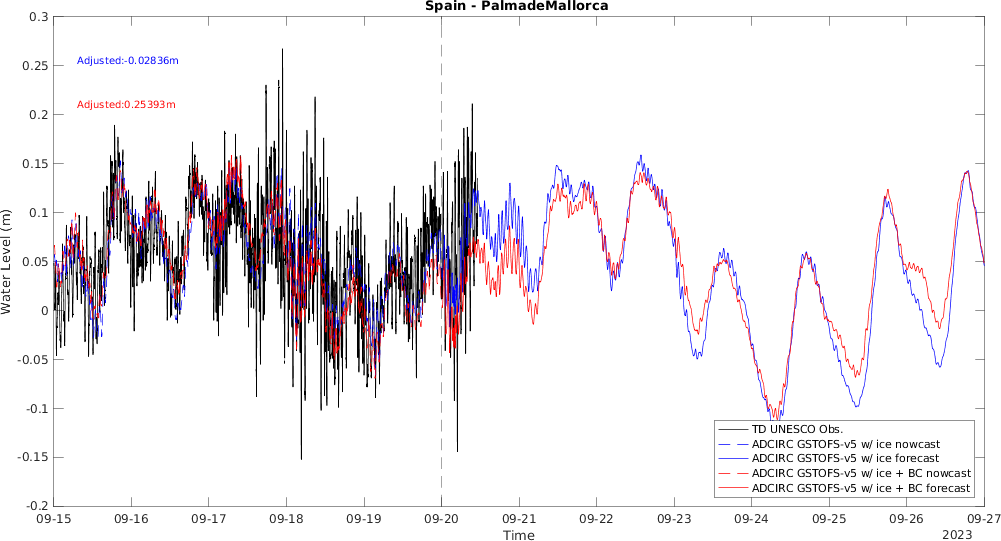 Spain - PalmadeMallorca
0.3
0.25
0.2
0.15
0.1
0.05
0
-0.05
-0.1
-0.15
-0.2
Water Level (m)
Adjusted:-0.02836m
Adjusted:0.25393m
TD UNESCO Obs.
ADCIRC GSTOFS-v5 w/ ice nowcast
ADCIRC GSTOFS-v5 w/ ice forecast
ADCIRC GSTOFS-v5 w/ ice + BC nowcast
ADCIRC GSTOFS-v5 w/ ice + BC forecast
09-15 09-16 09-17 09-18 09-19 09-20 09-21 09-22 09-23 09-24 09-25 09-26 09-27
Time
2023